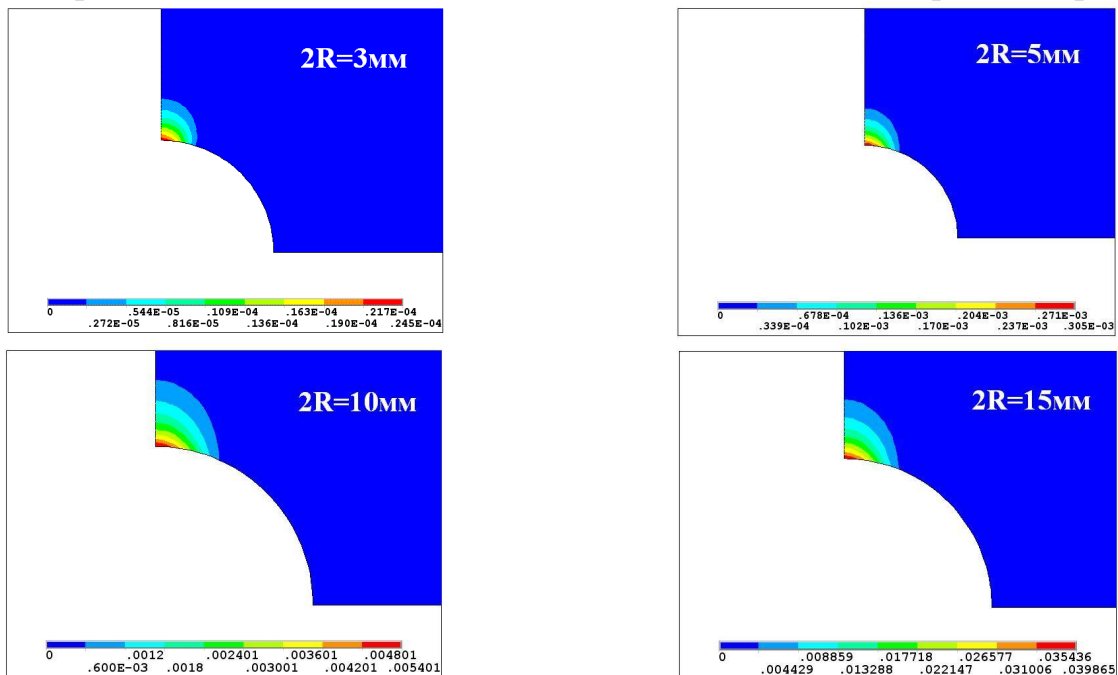 2R=3мм
0 .544E-05 .109E-04 .163E-04 .217E-04
.272E-05 .816E-05 .136E-04 .190E-04 .245E-04
2R=5мм
0 .678E-04 .136E-03 .204E-03 .271E-03
.339E-04 .102E-03 .170E-03 .237E-03 .305E-03
2R=10мм
0 .0012 .002401 .003601 .004801
.600E-03 .0018 .003001 .004201 .005401
2R=15мм
0 .008859 .017718 .026577 .035436
.004429 .013288 .022147 .031006 .039865